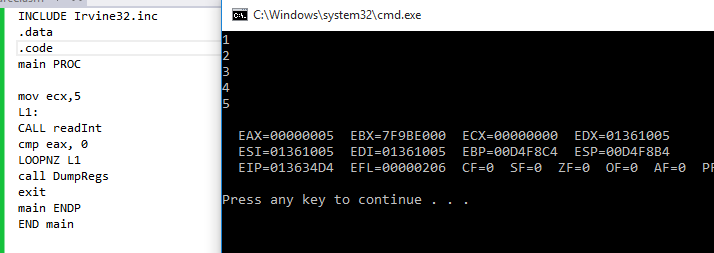 INCLUDE Irvine32.inc
.data
.code
main PROC
mov ecx,5
L1:
CALL readInt
cmp eax, 0
LOOPNZ L1
call DumpRegs
exit
main ENDP
END main
C:\Windows\system32\cmd.exe
1
2
3
4
5
EAX=00000005 EBX=7F9BE000 ECX=00000000 EDX=01361005
ESI=01361005 EDI=01361005 EBP=00D4F8C4 ESP=00D4F8B4
EIP=013634D4 EFL=00000206 CF=0 SF=0 ZF=0 OF=0 AF=0
Press any key to continue . . .